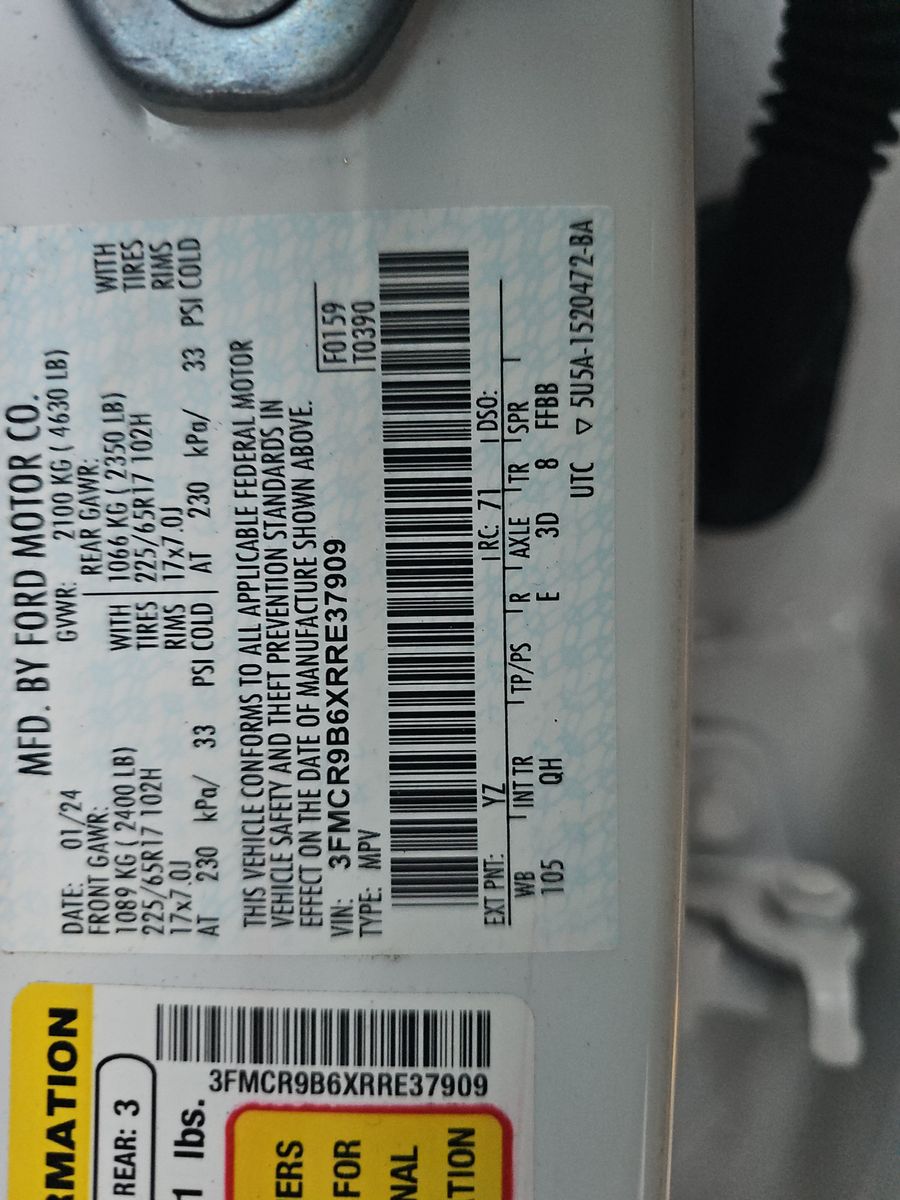 MFD. BY FORD MOTOR CO.
DATE: 01/24 GVWR: 2100 KG ( 4630 LB)
FRONT GAWR: REAR GAWR:
1089 KG ( 2400 LB) WITH 1066 KG ( 2350 LB) WITH
225/65R17 102H TIRES 225/65R17 102H TIRES
17x7.0J RIMS 17x7.0J RIMS
AT 230 kPa/ 33 PSI COLD AT 230 kPa/ 33 PSI COLD
THIS VEHICLE CONFORMS TO ALL APPLICABLE FEDERAL MOTOR
VEHICLE SAFETY AND THEFT PREVENTION STANDARDS IN
EFFECT ON THE DATE OF MANUFACTURE SHOWN ABOVE.
VIN: 3FMCR9B6XRRE37909 F0159
TYPE: MPV T0390
EXT PNT: YZ RC: 71 DSO:
WB INT TR TP/PS R AXLE TR SPR
105 QH E 3D 8 FFBB
UTC ▽ 5U5A-1520472-BA
RMATION
REAR: 3
1 lbs.
3FMCR9B6XRRE37909
ERS
FOR
NAL
TION